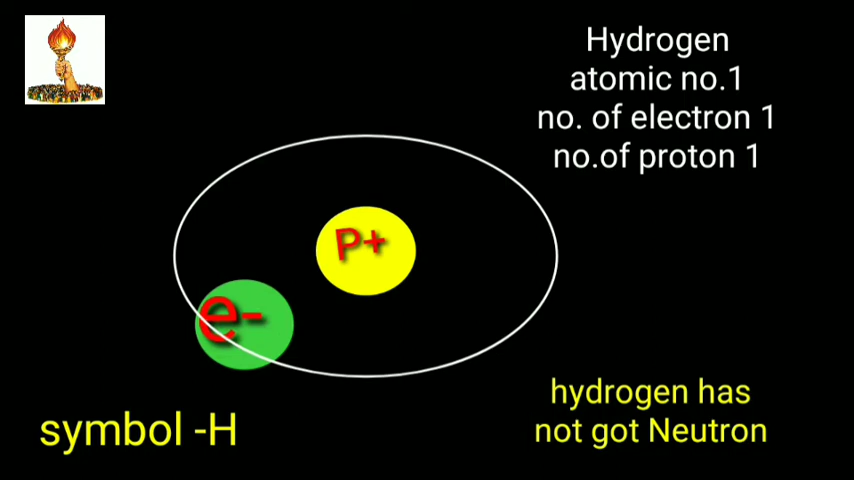 Hydrogen
atomic no.1
no. of electron 1
no.of proton 1
P+
e-
symbol -H
hydrogen has
not got Neutron